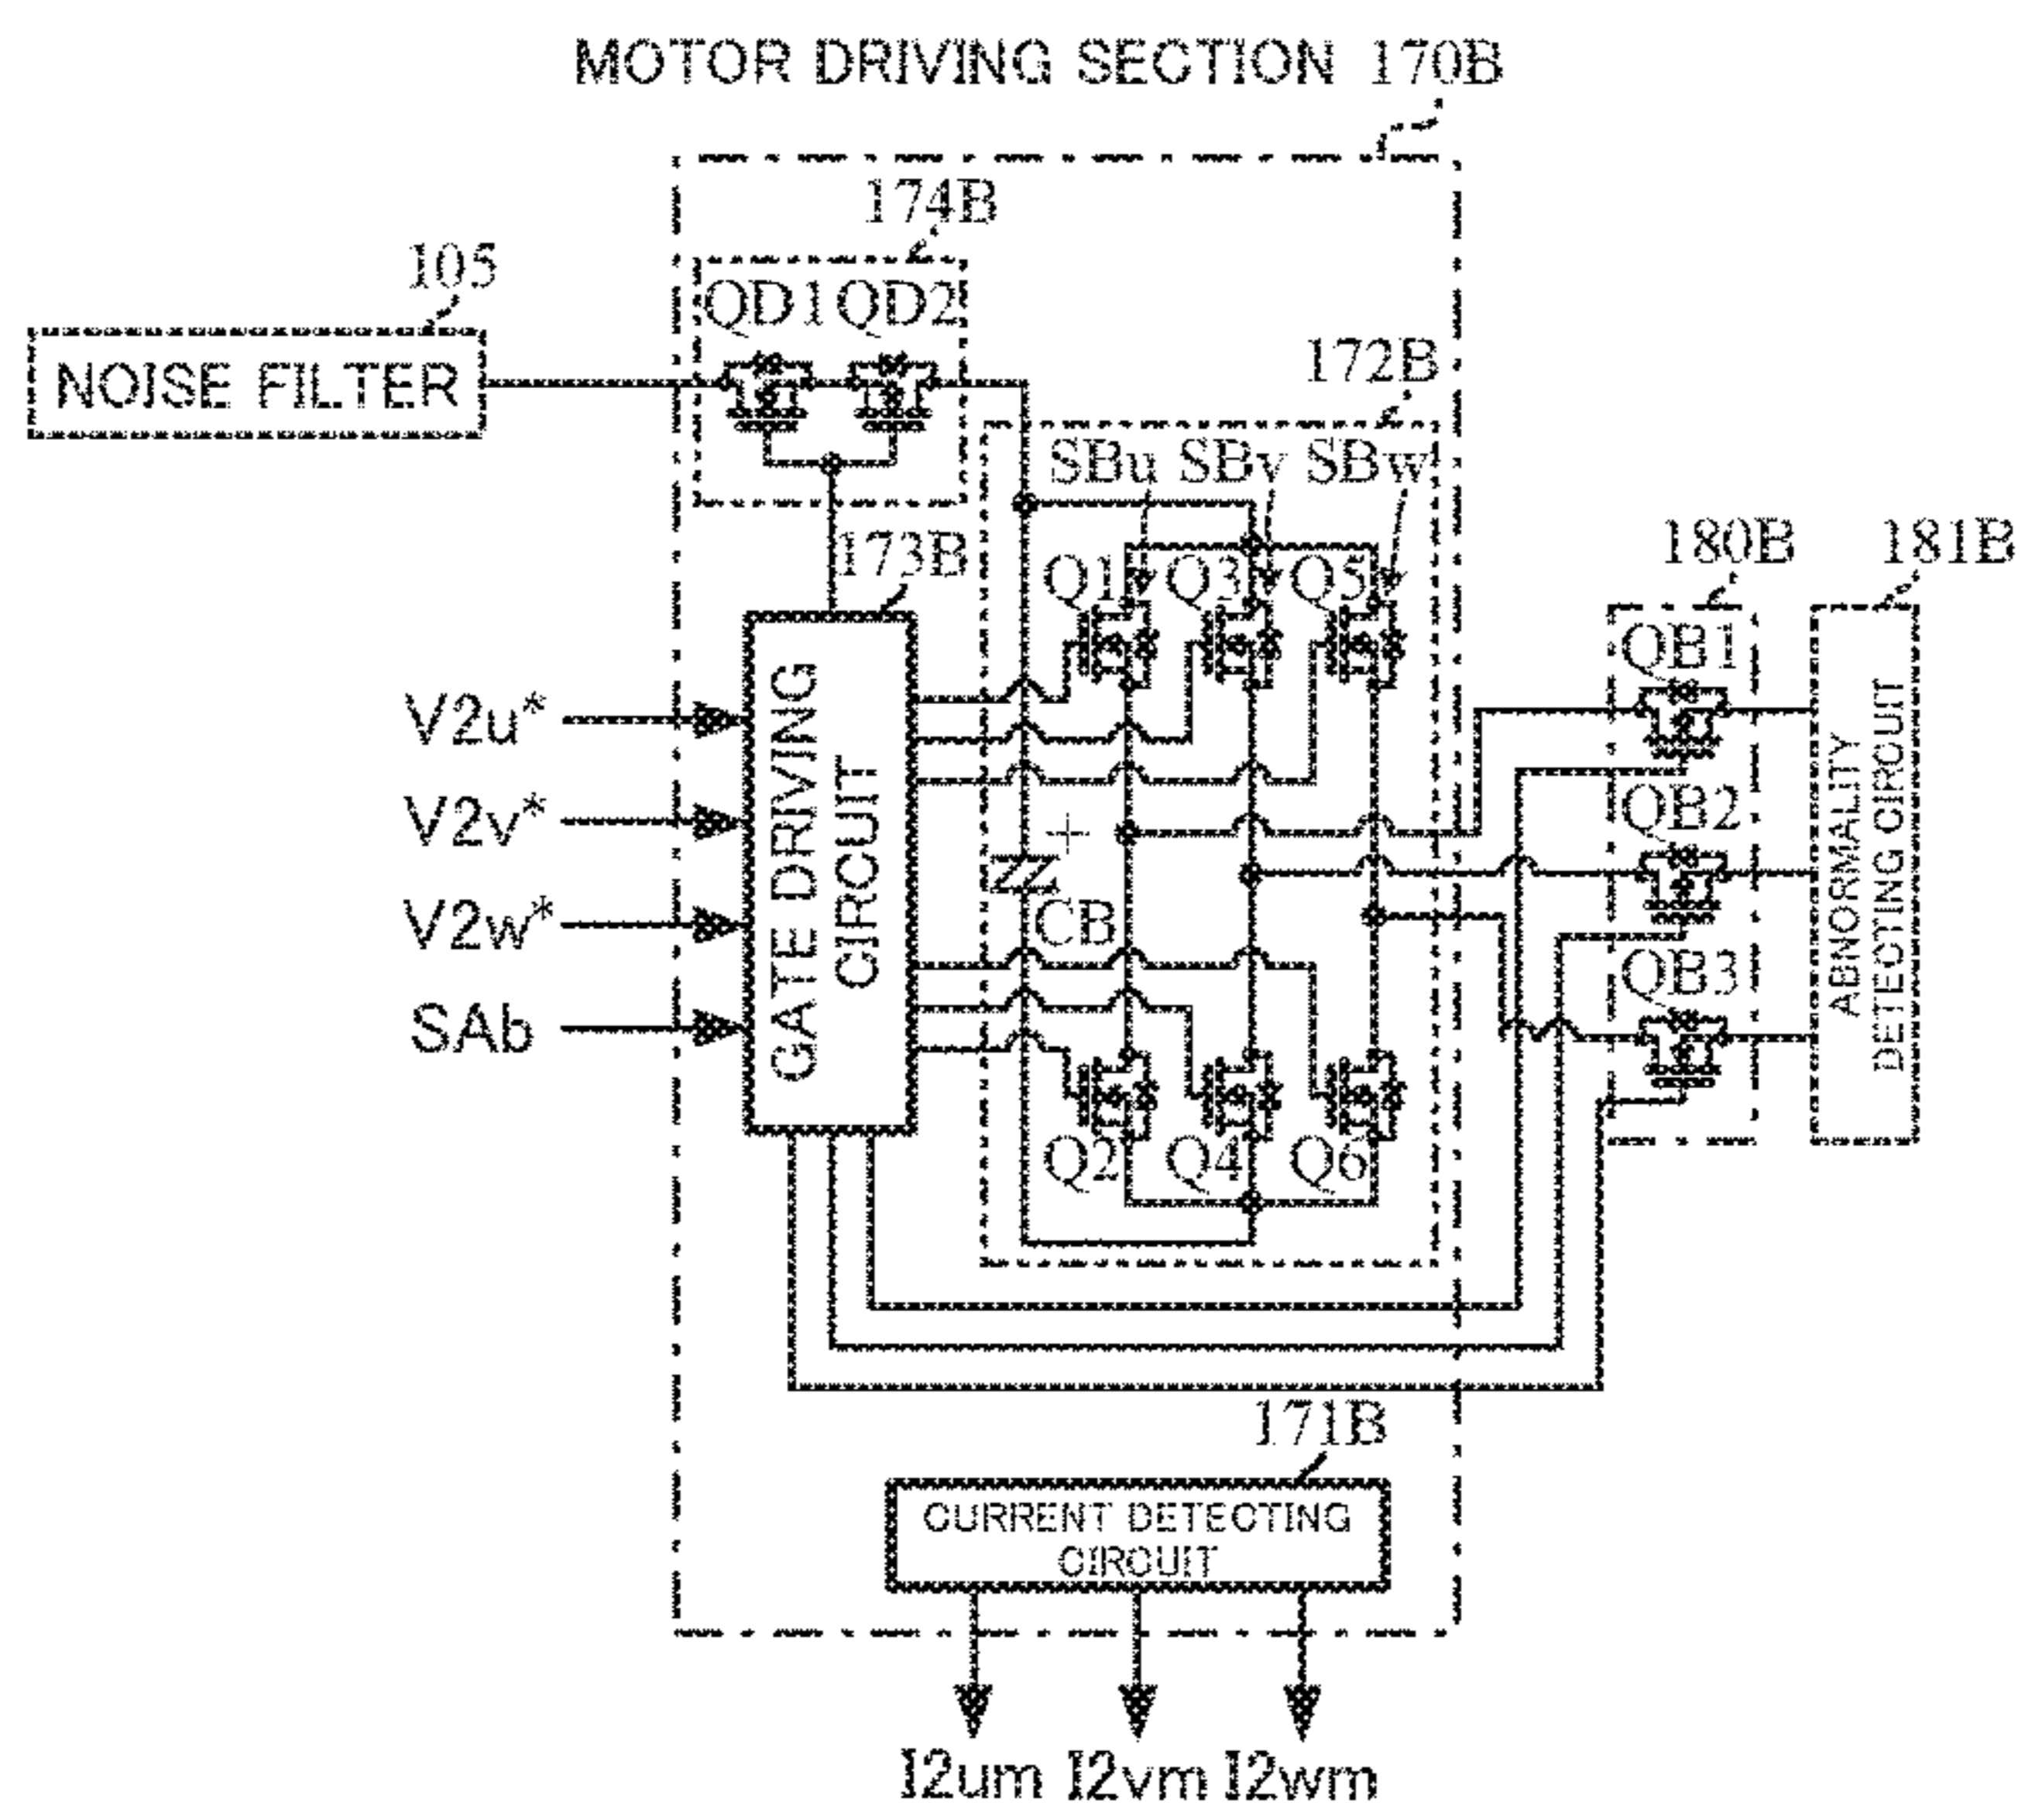 MOTOR DRIVING SECTION 170B
174B
105
QD1 QD2
NOISE FILTER
172B
SBu SBv SBw
173B
180B
181B
Q1 Q3 Q5
QB1
V2u*
V2v*
V2w*
SAb
GATE DRIVING
CIRCUIT
+
CB
QB2
QB3
ABNORMALITY
DETECTING CIRCUIT
Q2 Q4 Q6
171B
CURRENT DETECTING
CIRCUIT
I2um I2vm I2wm